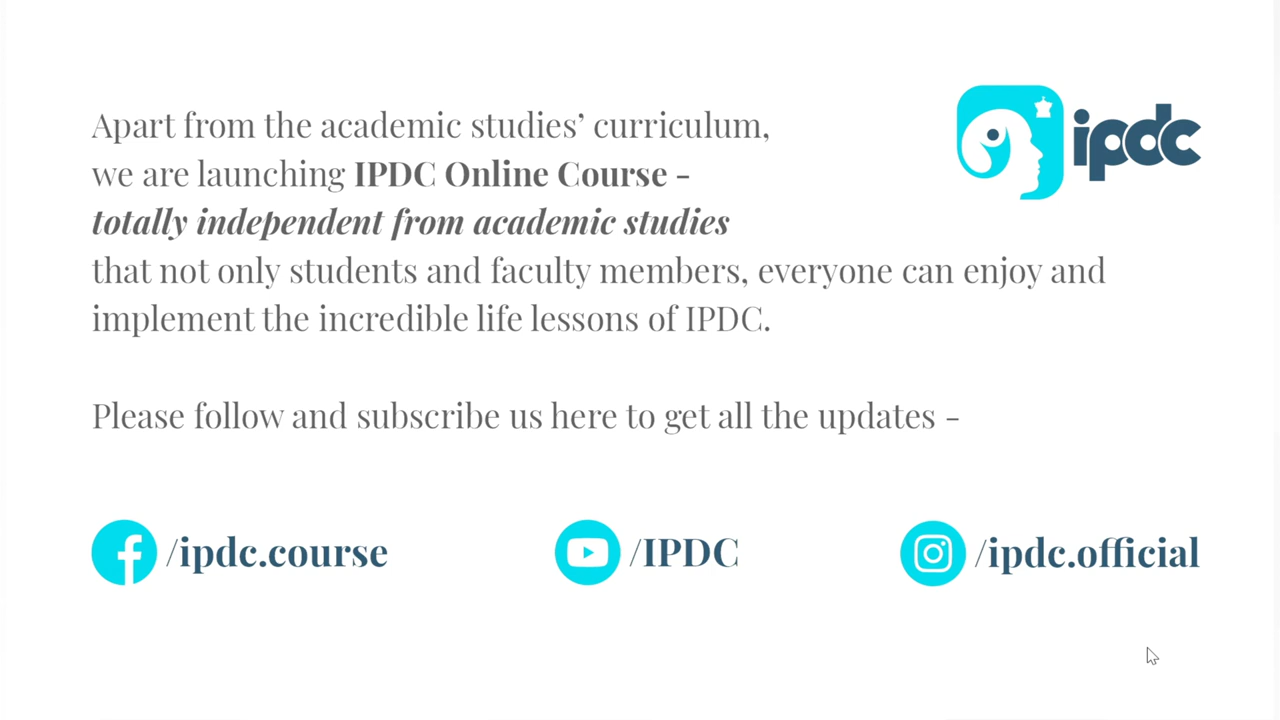 Apart from the academic studies’ curriculum,
we are launching IPDC Online Course -
totally independent from academic studies
that not only students and faculty members, everyone can enjoy and
implement the incredible life lessons of IPDC.
ipdc
Please follow and subscribe us here to get all the updates -
/ipdc.course
/IPDC
/ipdc.official